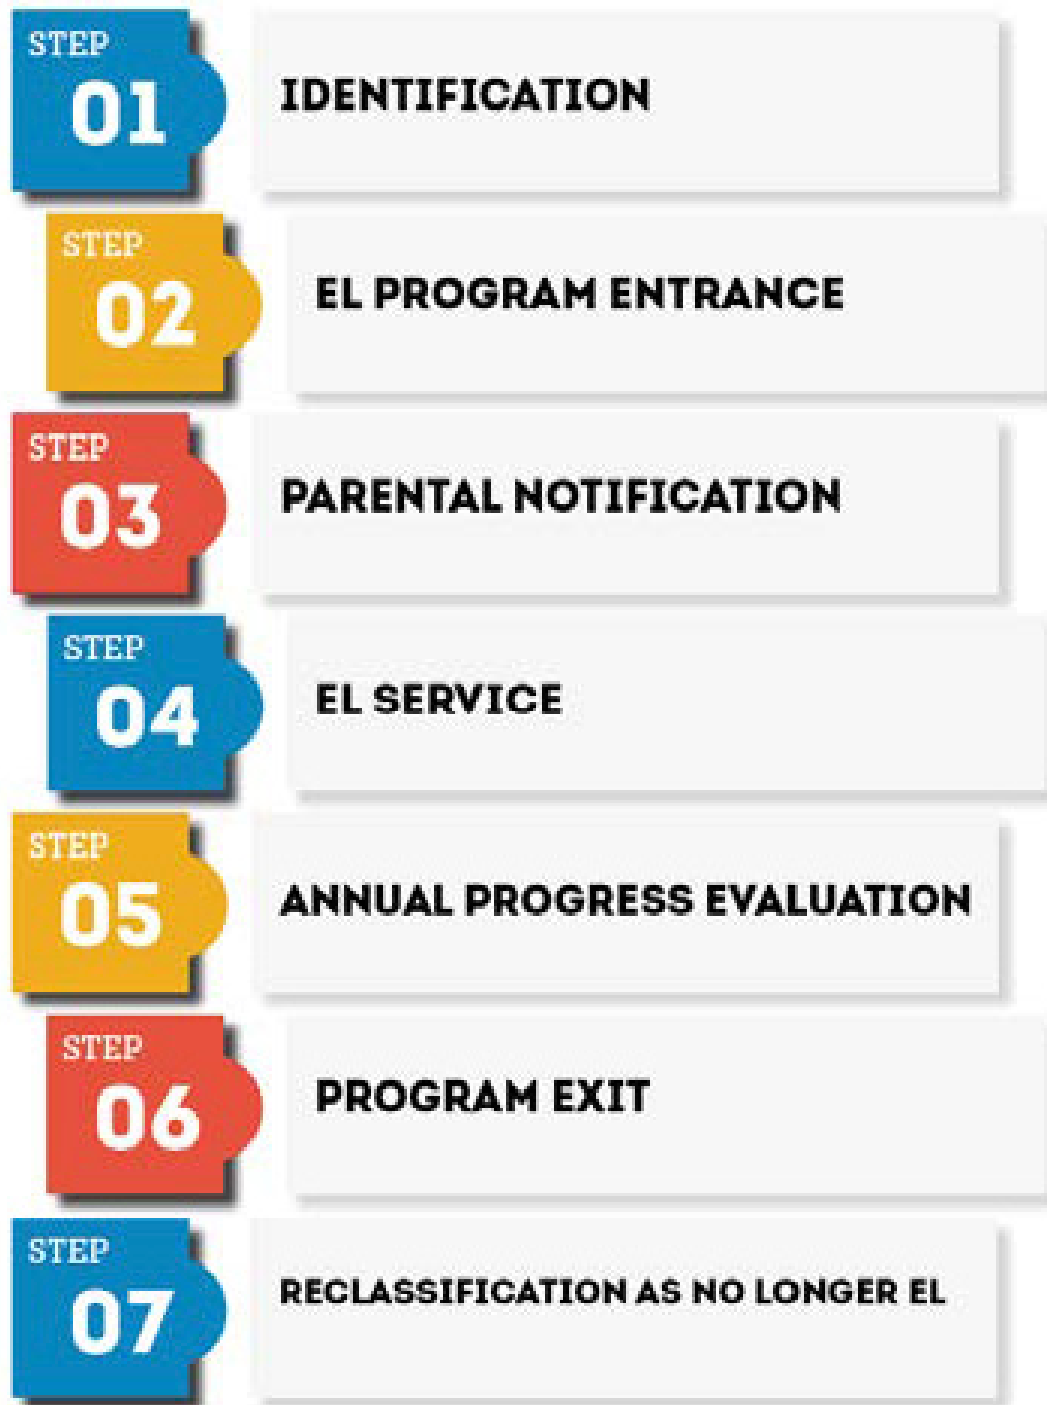 STEP
01
IDENTIFICATION
STEP
02
EL PROGRAM ENTRANCE
STEP
03
PARENTAL NOTIFICATION
STEP
04
EL SERVICE
STEP
05
ANNUAL PROGRESS EVALUATION
STEP
06
PROGRAM EXIT
STEP
07
RECLASSIFICATION AS NO LONGER EL